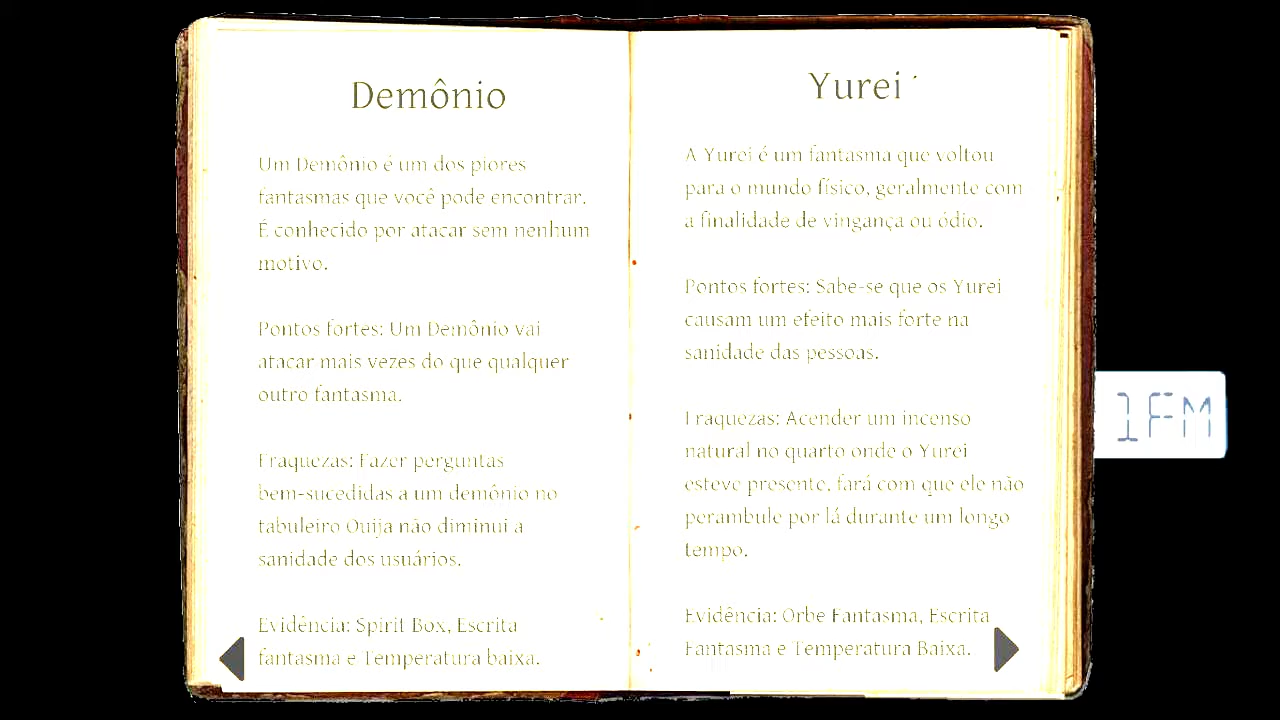 Demônio
Um Demônio é um dos piores
fantasmas que você pode encontrar.
É conhecido por atacar sem nenhum
motivo.
Pontos fortes: Um Demônio vai
atacar mais vezes do que qualquer
outro fantasma.
Fraquezas: Fazer perguntas
bem-sucedidas a um demônio no
tabuleiro Ouija não diminui a
sanidade dos usuários.
Evidência: Spirit Box, Escrita
fantasma e Temperatura baixa.
Yurei
A Yurei é um fantasma que voltou
para o mundo físico, geralmente com
a finalidade de vingança ou ódio.
Pontos fortes: Sabe-se que os Yurei
causam um efeito mais forte na
sanidade das pessoas.
Fraquezas: Acender um incenso
natural no quarto onde o Yurei
esteve presente, fará com que ele não
perambule por lá durante um longo
tempo.
Evidência: Orbe Fantasma, Escrita
Fantasma e Temperatura Baixa.
1FM